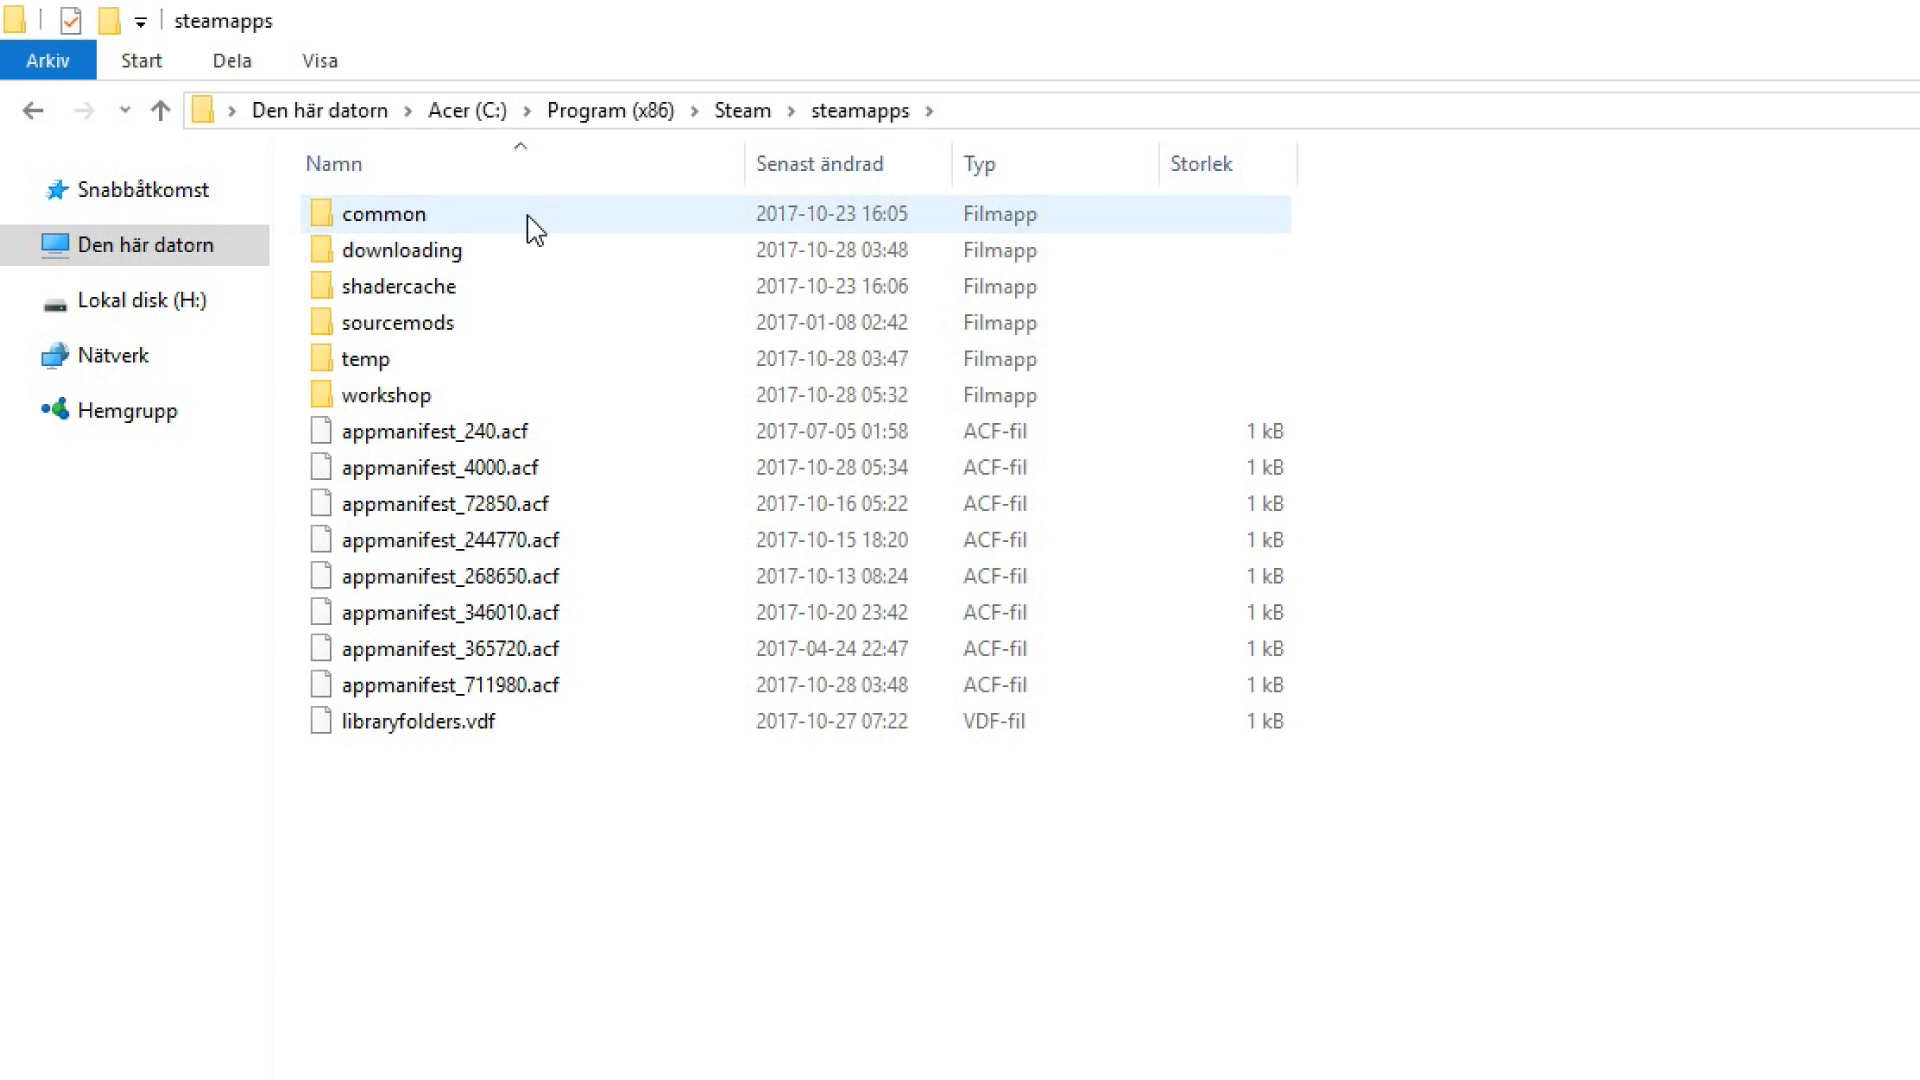 steamapps
Arkiv Start Dela Visa
Den här datorn Acer (C:) Program (x86) Steam steamapps
Namn Senast ändrad Typ Storlek
Snabbåtkomst
Den här datorn
Lokal disk (H:)
Nätverk
Hemgrupp
common 2017-10-23 16:05 Filmapp
downloading 2017-10-28 03:48 Filmapp
shadercache 2017-10-23 16:06 Filmapp
sourcemods 2017-01-08 02:42 Filmapp
temp 2017-10-28 03:47 Filmapp
workshop 2017-10-28 05:32 Filmapp
appmanifest_240.acf 2017-07-05 01:58 ACF-fil 1 kB
appmanifest_4000.acf 2017-10-28 05:34 ACF-fil 1 kB
appmanifest_72850.acf 2017-10-16 05:22 ACF-fil 1 kB
appmanifest_244770.acf 2017-10-15 18:20 ACF-fil 1 kB
appmanifest_268650.acf 2017-10-13 08:24 ACF-fil 1 kB
appmanifest_346010.acf 2017-10-20 23:42 ACF-fil 1 kB
appmanifest_365720.acf 2017-04-24 22:47 ACF-fil 1 kB
appmanifest_711980.acf 2017-10-28 03:48 ACF-fil 1 kB
libraryfolders.vdf 2017-10-27 07:22 VDF-fil 1 kB